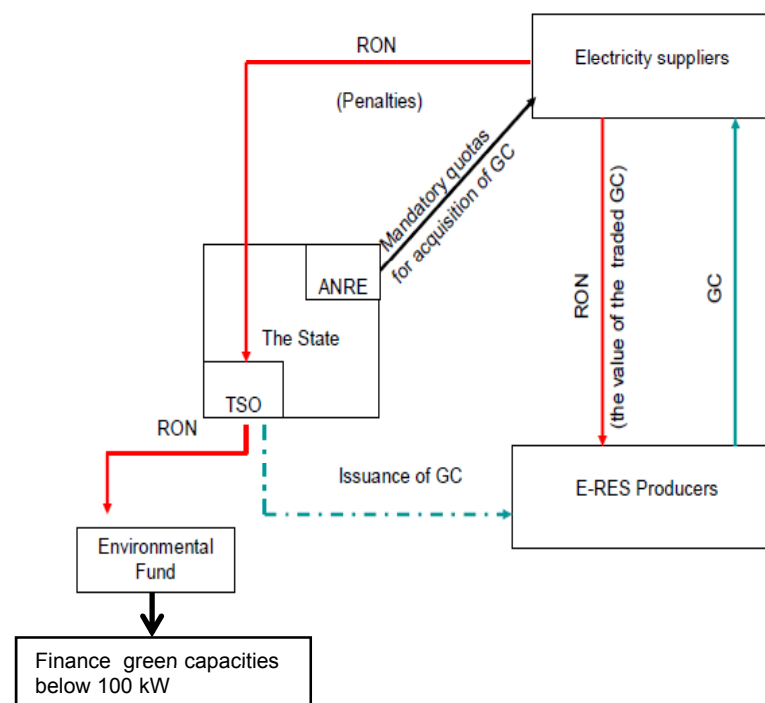 RON
Electricity suppliers
(Penalties)
Mandatory quotas
for acquisition of GC
ANRE
The State
TSO
RON
(the value of the traded GC)
GC
RON
Issuance of GC
E-RES Producers
Environmental
Fund
Finance green capacities
below 100 kW